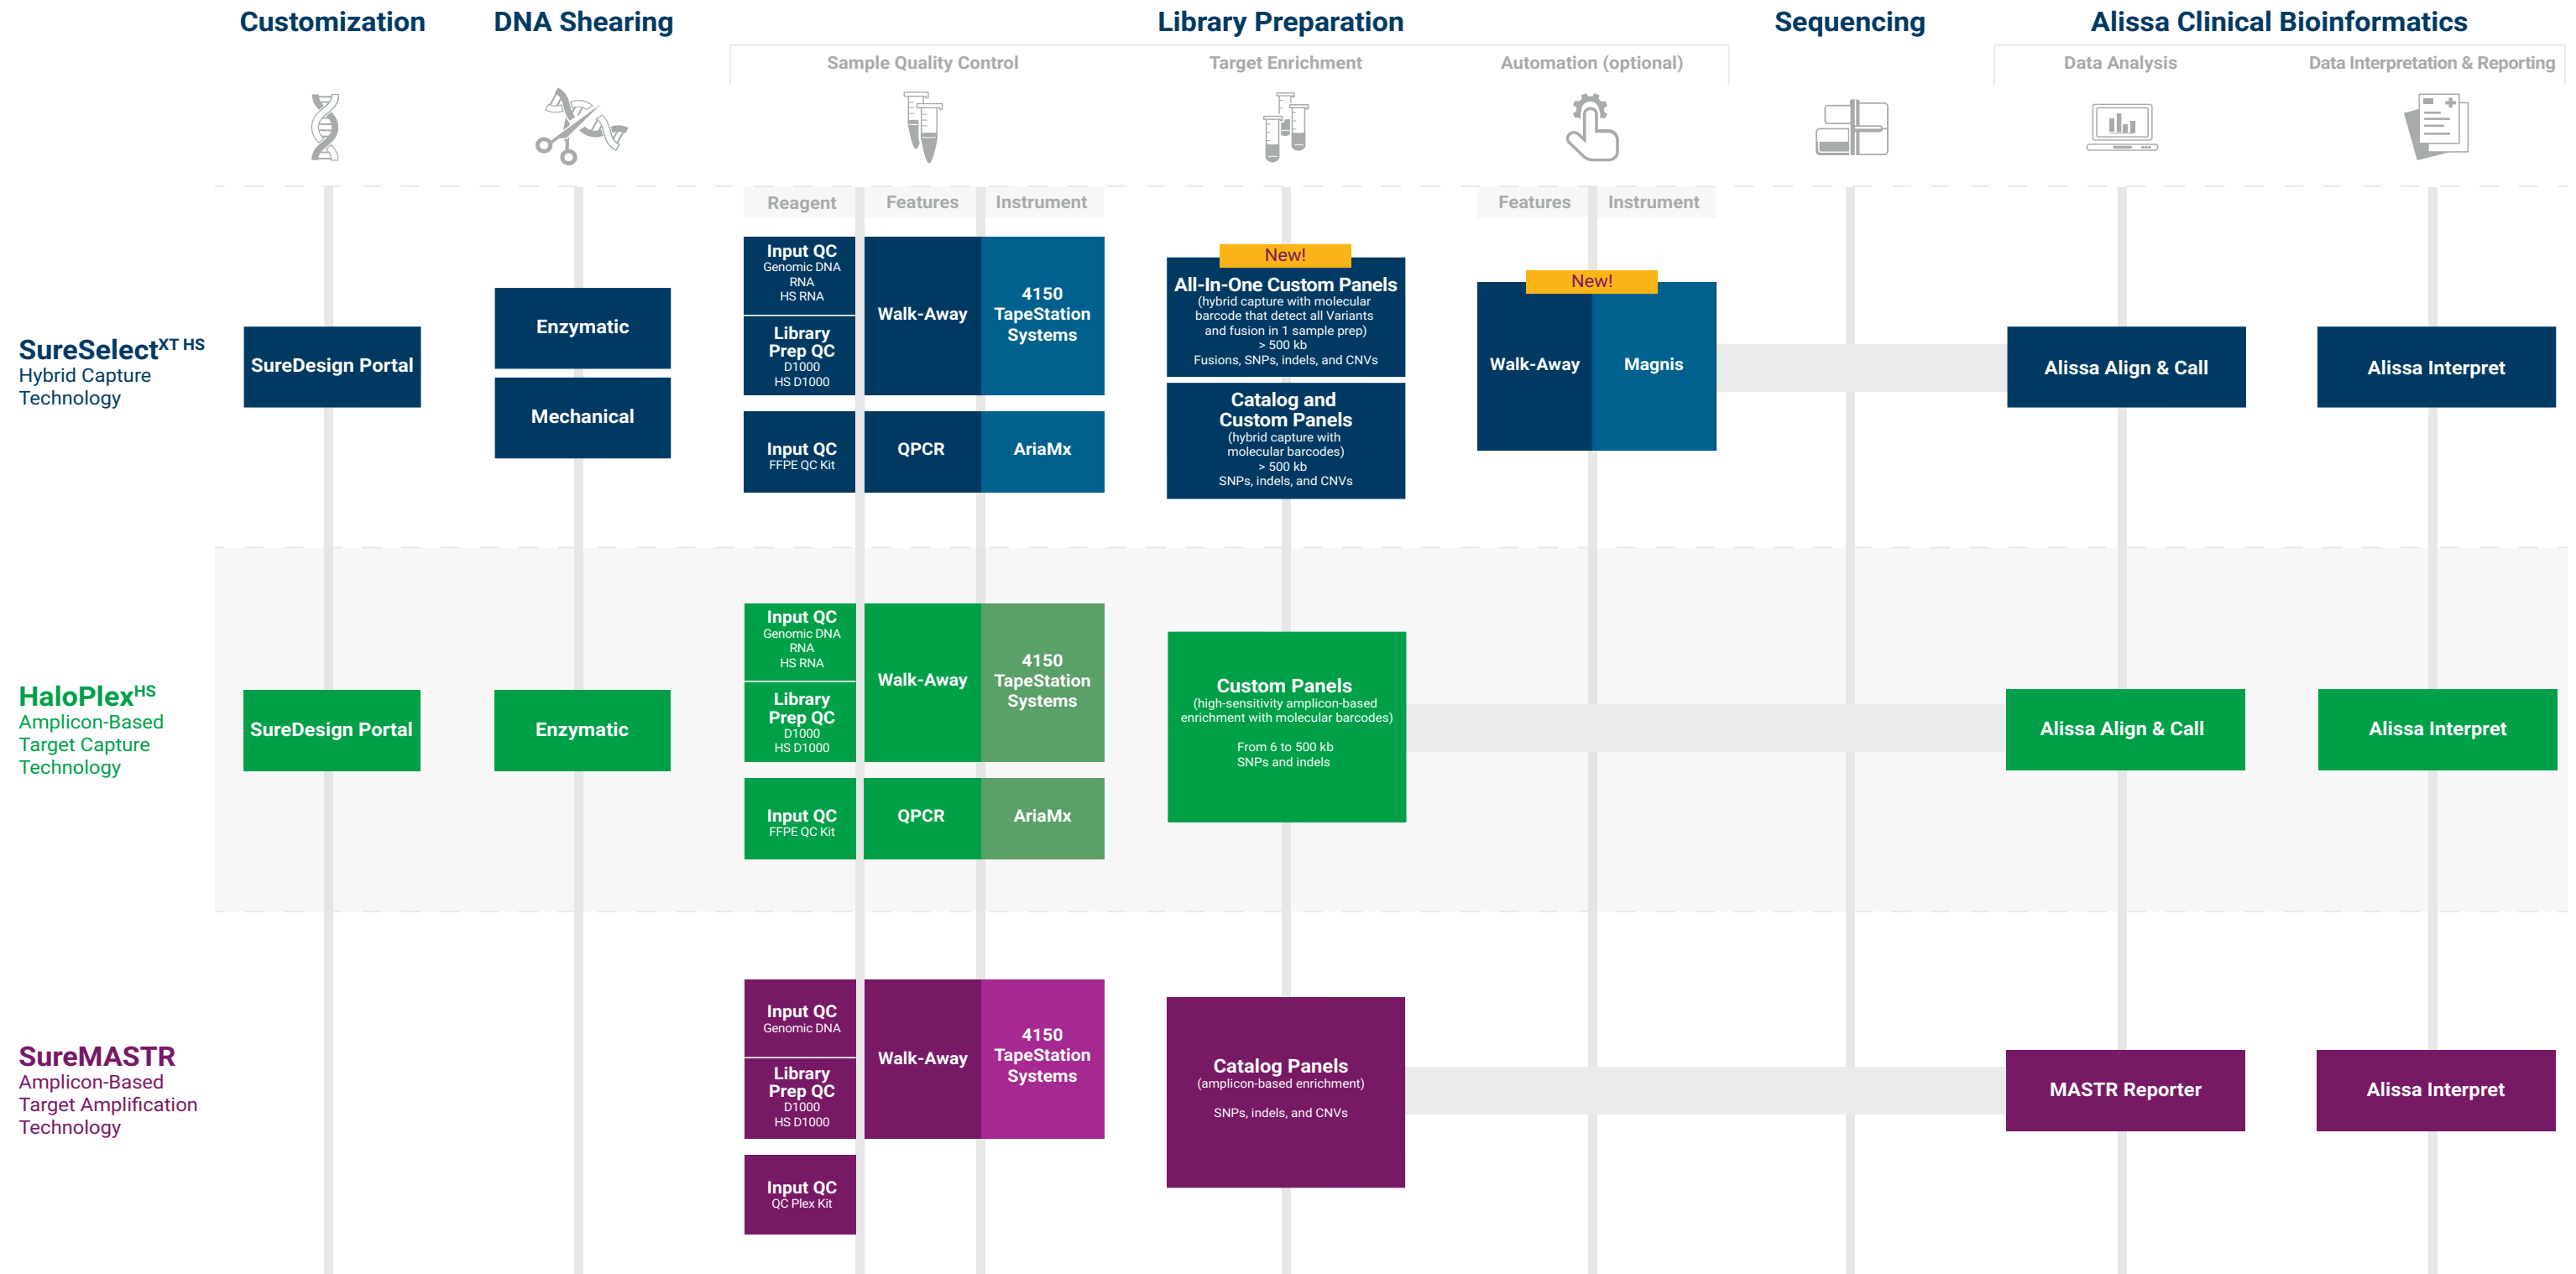 Customization
DNA Shearing
Library Preparation
Sequencing
Alissa Clinical Bioinformatics
Sample Quality Control
Target Enrichment
Automation (optional)
Data Analysis
Data Interpretation & Reporting
Reagent
Features
Instrument
Features
Instrument
SureSelectXT HS
Hybrid Capture
Technology
SureDesign Portal
Enzymatic
Mechanical
Input QC
Genomic DNA
RNA
HS RNA
Library
Prep QC
D1000
HS D1000
Walk-Away
4150
TapeStation
Systems
Input QC
FFPE QC Kit
QPCR
AriaMx
New!
All-In-One Custom Panels
(hybrid capture with molecular
barcode that detect all Variants
and fusion in 1 sample prep)
> 500 kb
Fusions, SNPs, indels, and CNVs
Catalog and
Custom Panels
(hybrid capture with
molecular barcodes)
> 500 kb
SNPs, indels, and CNVs
New!
Walk-Away
Magnis
Alissa Align & Call
Alissa Interpret
HaloPlexHS
Amplicon-Based
Target Capture
Technology
SureDesign Portal
Enzymatic
Input QC
Genomic DNA
RNA
HS RNA
Library
Prep QC
D1000
HS D1000
Walk-Away
4150
TapeStation
Systems
Input QC
FFPE QC Kit
QPCR
AriaMx
Custom Panels
(high-sensitivity amplicon-based
enrichment with molecular barcodes)
From 6 to 500 kb
SNPs and indels
Alissa Align & Call
Alissa Interpret
SureMASTR
Amplicon-Based
Target Amplification
Technology
Input QC
Genomic DNA
Library
Prep QC
D1000
HS D1000
Walk-Away
4150
TapeStation
Systems
Input QC
QC Plex Kit
Catalog Panels
(amplicon-based enrichment)
SNPs, indels, and CNVs
MASTR Reporter
Alissa Interpret